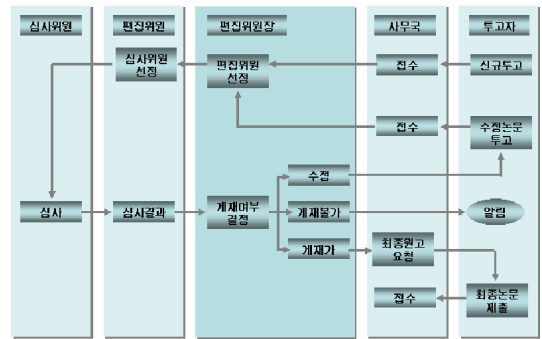 심사위원
편집위원
편집위원장
사무국
투고자
심사위원
선정
편집위원
선정
접수
신규투고
접수
수정논문
투고
수정
심사
심사결과
게재여부
결정
게재불가
알림
게재가
최종원고
요청
접수
최종논문
제출